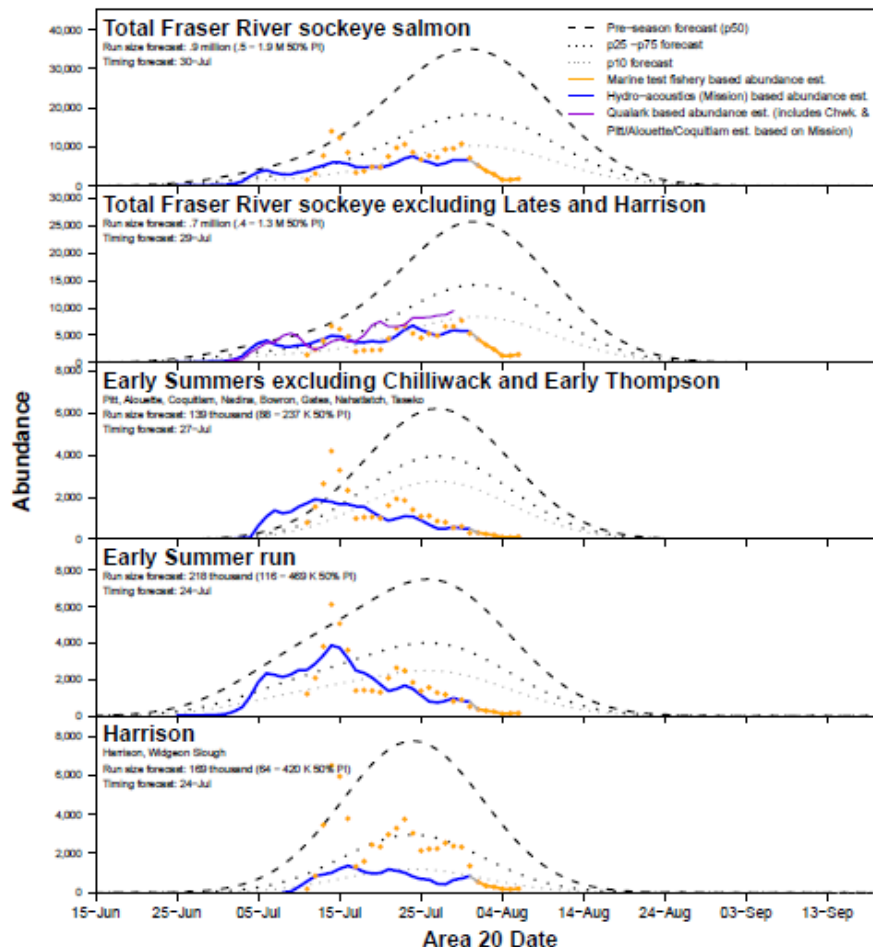 Total Fraser River sockeye salmon
Run size forecast: .9 million (.5 − 1.9 M 50% PI)
Timing forecast: 30−Jul
Pre−season forecast (p50)
p25 −p75 forecast
p10 forecast
Marine test fishery based abundance est.
Hydro−acoustics (Mission) based abundance est.
Qualark based abundance est. (includes Chwk. &
Pitt/Alouette/Coquitlam est. based on Mission)
40,000
30,000
20,000
10,000
0
Total Fraser River sockeye excluding Lates and Harrison
Run size forecast: .7 million (.4 − 1.3 M 50% PI)
Timing forecast: 29−Jul
30,000
25,000
20,000
15,000
10,000
5,000
0
Early Summers excluding Chilliwack and Early Thompson
Pitt, Alouette, Coquitlam, Nadina, Bowron, Gates, Nahatlatch, Taseko
Run size forecast: 139 thousand (68 − 237 K 50% PI)
Timing forecast: 27−Jul
8,000
6,000
4,000
2,000
0
Abundance
Early Summer run
Run size forecast: 218 thousand (116 − 469 K 50% PI)
Timing forecast: 24−Jul
8,000
6,000
4,000
2,000
0
Harrison
Harrison, Widgeon Slough
Run size forecast: 169 thousand (64 − 420 K 50% PI)
Timing forecast: 24−Jul
8,000
6,000
4,000
2,000
0
15−Jun 25−Jun 05−Jul 15−Jul 25−Jul 04−Aug 14−Aug 24−Aug 03−Sep 13−Sep
Area 20 Date